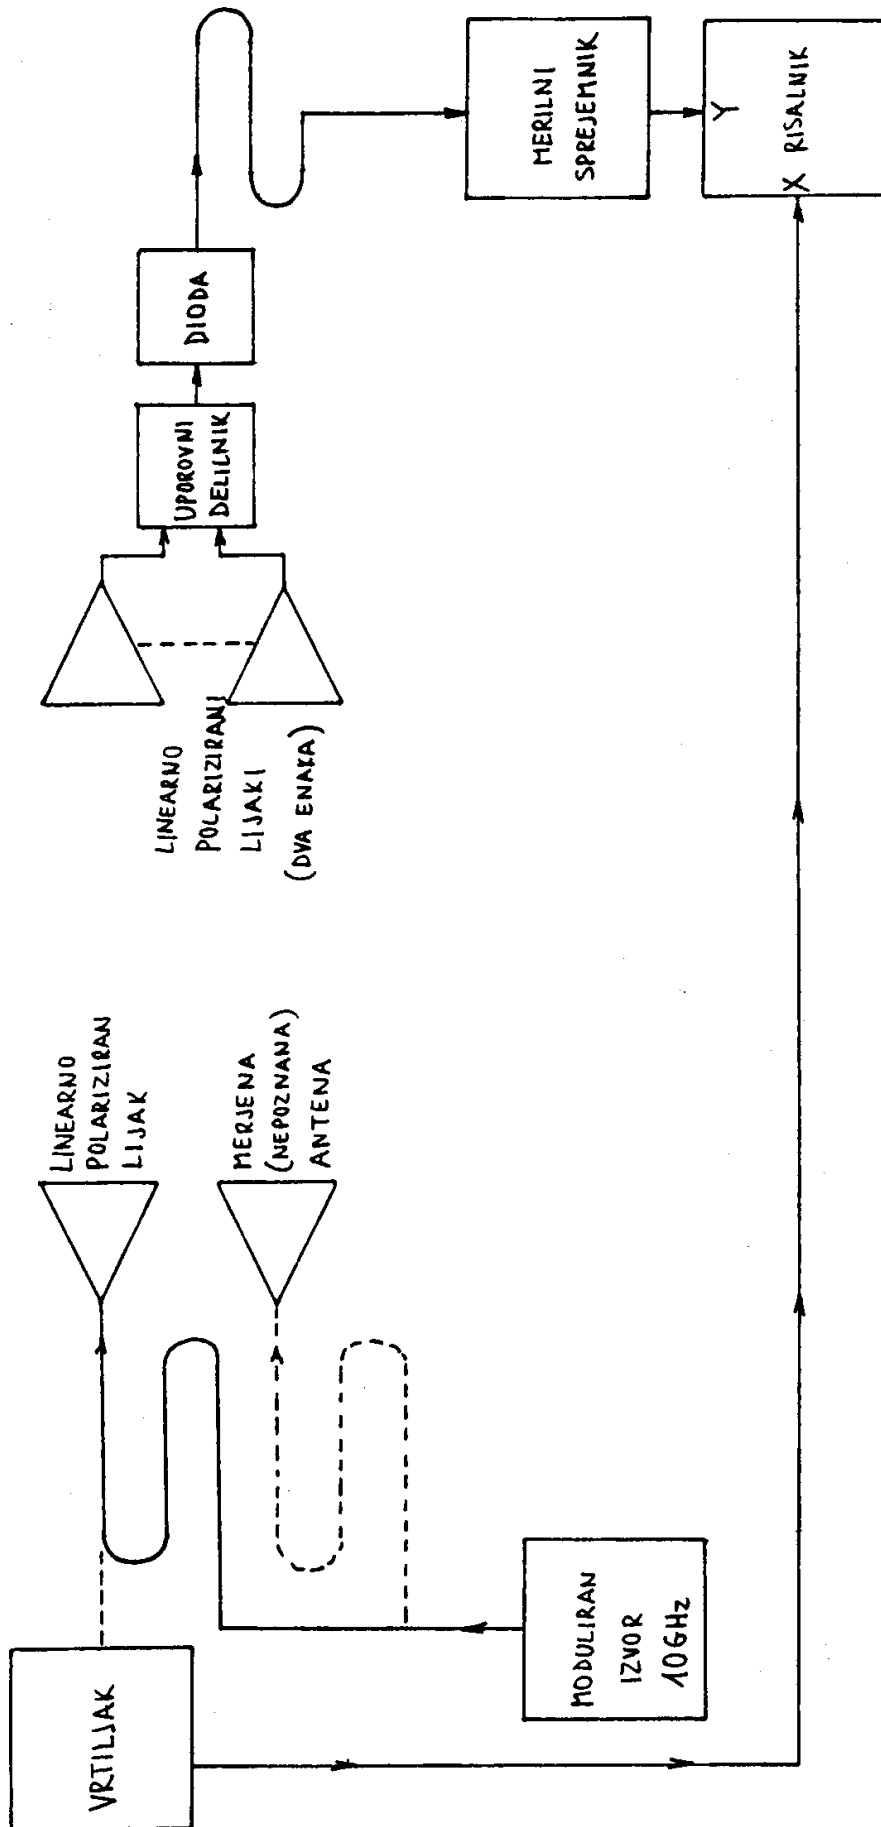 VRTILJAK
LINEARNO
POLARIZIRAN
LIJAK
MERJENA
(NEPOZNANA)
ANTENA
MODULIRAN
IZVOR
10GHz
LINEARNO
POLARIZIRANI
LIJAKI
(DVA ENAKA)
UPOROVNI
DELILNIK
DIODA
MERILNI
SPREJEMNIK
Y
X RISALNIK